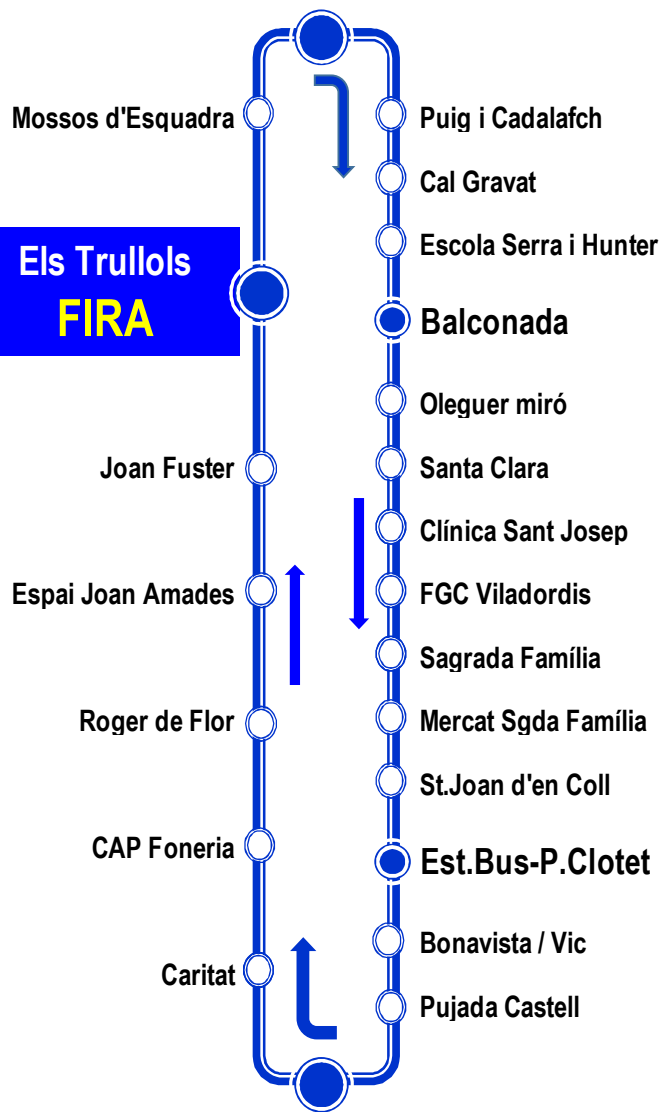 Mossos d'Esquadra
Els Trullols
FIRA
Joan Fuster
Espai Joan Amades
Roger de Flor
CAP Foneria
Caritat
Puig i Cadalafch
Cal Gravat
Escola Serra i Hunter
Balconada
Oleguer miró
Santa Clara
Clínica Sant Josep
FGC Viladordis
Sagrada Família
Mercat Sgda Família
St.Joan d'en Coll
Est.Bus-P.Clotet
Bonavista / Vic
Pujada Castell